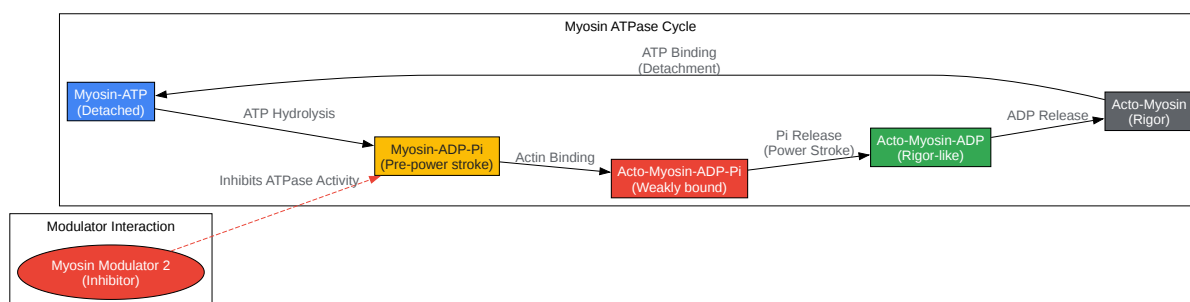 Myosin ATPase Cycle
ATP Binding
(Detachment)
Myosin-ATP
(Detached)
ATP Hydrolysis
Myosin-ADP-Pi
(Pre-power stroke)
Actin Binding
Acto-Myosin-ADP-Pi
(Weakly bound)
Pi Release
(Power Stroke)
Acto-Myosin-ADP
(Rigor-like)
ADP Release
Acto-Myosin
(Rigor)
Inhibits ATPase Activity
Modulator Interaction
Myosin Modulator 2
(Inhibitor)